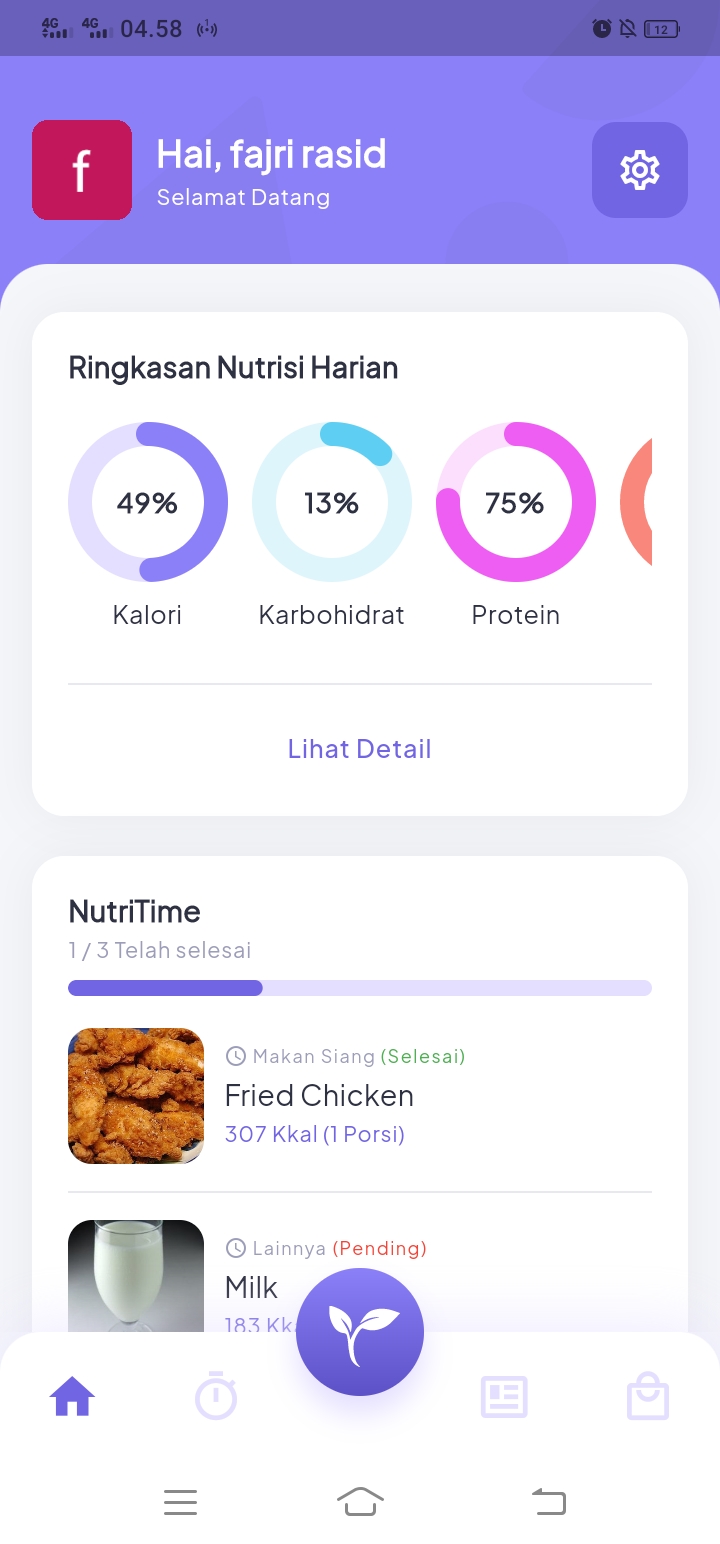 4G 4G 04.58 1 12
f
Hai, fajri rasid
Selamat Datang
Ringkasan Nutrisi Harian
49% 13% 75%
Kalori Karbohidrat Protein
Lihat Detail
NutriTime
1 / 3 Telah selesai
Makan Siang (Selesai)
Fried Chicken
307 Kkal (1 Porsi)
Lainnya (Pending)
Milk
183